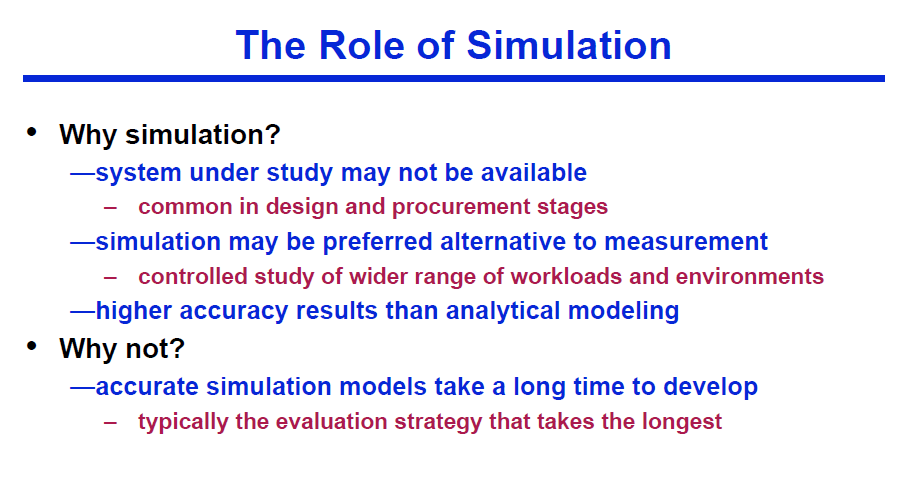 The Role of Simulation
• Why simulation?
—system under study may not be available
– common in design and procurement stages
—simulation may be preferred alternative to measurement
– controlled study of wider range of workloads and environments
—higher accuracy results than analytical modeling
• Why not?
—accurate simulation models take a long time to develop
– typically the evaluation strategy that takes the longest